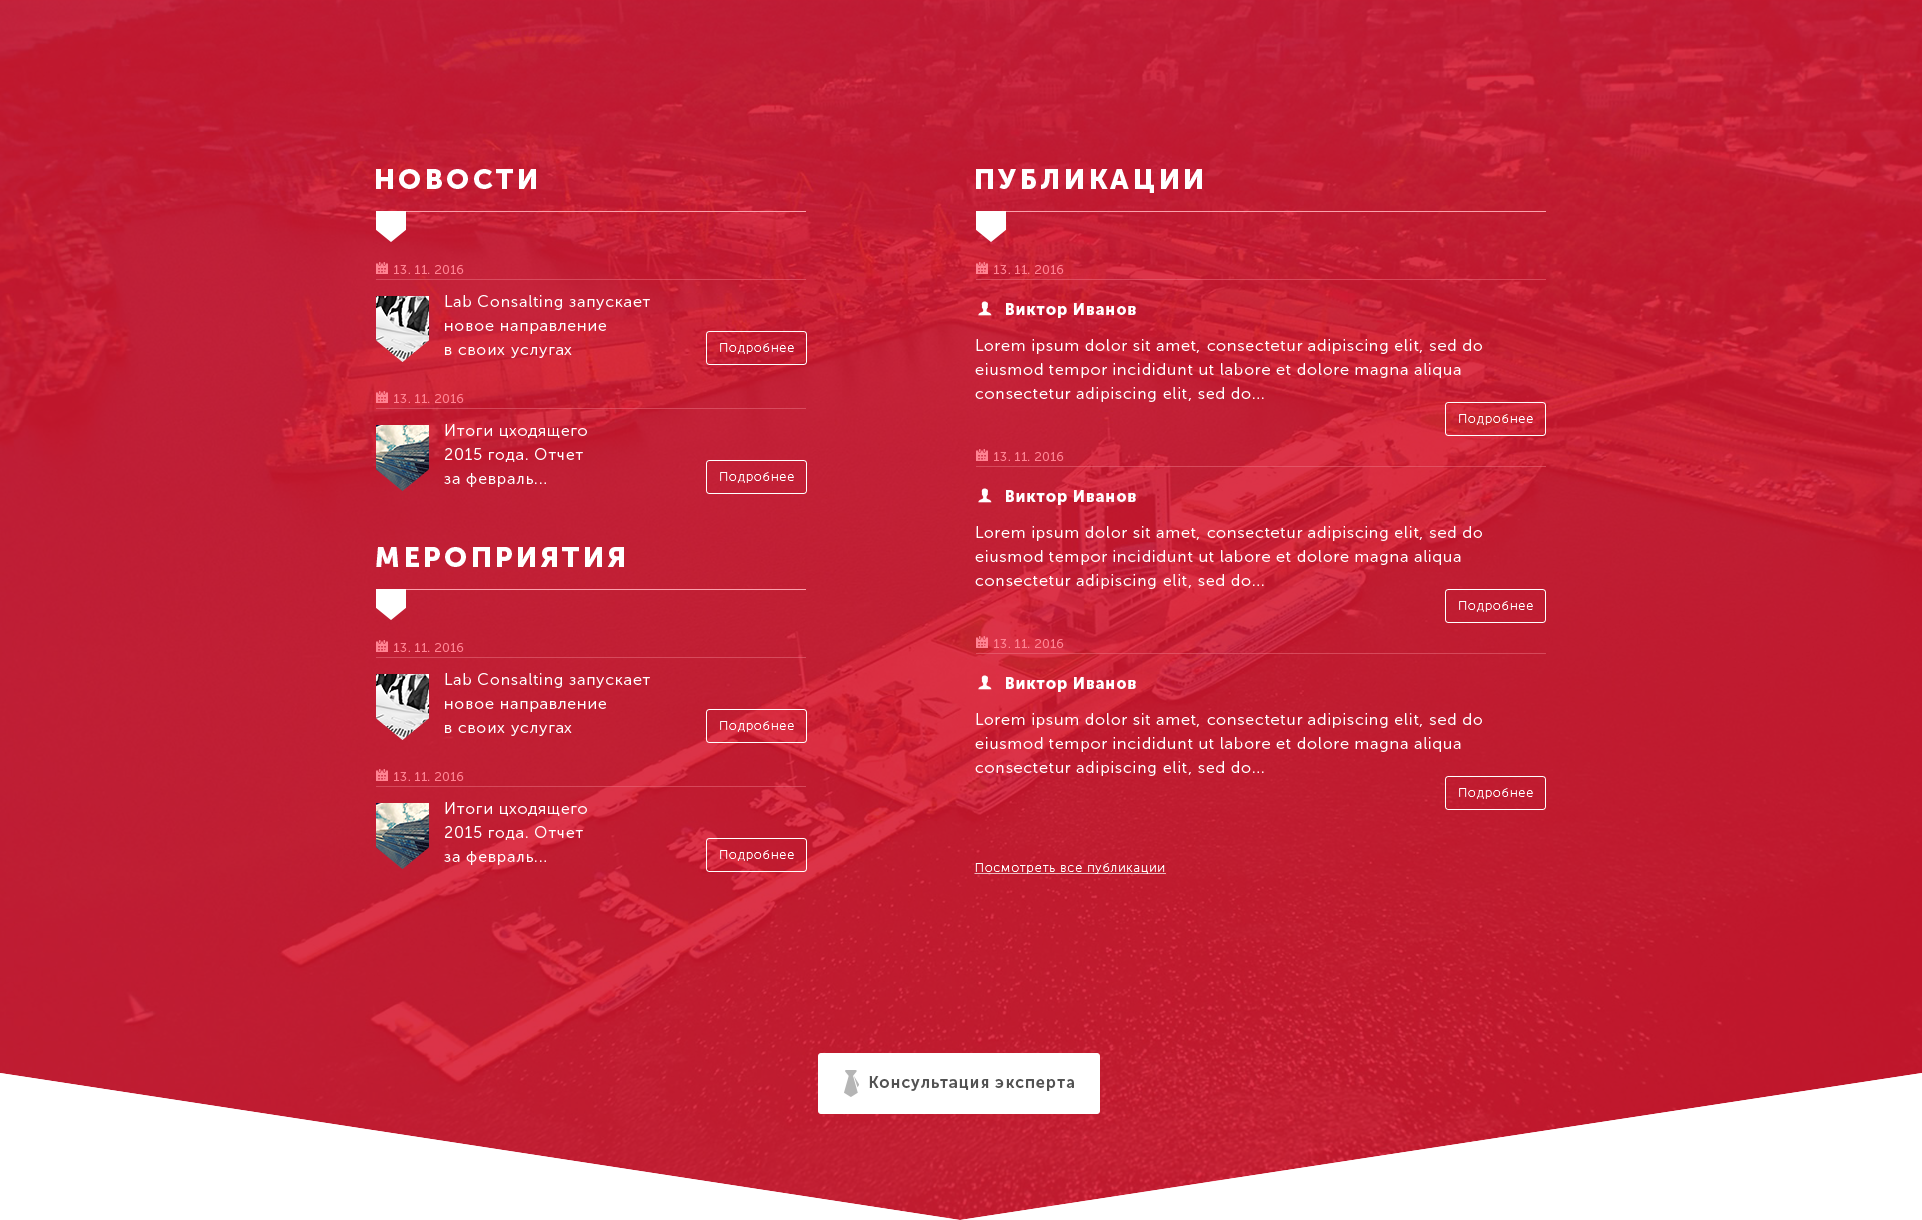 НОВОСТИ
13. 11. 2016
Lab Consalting запускает
новое направление
в своих услугах
Подробнее
13. 11. 2016
Итоги цходящего
2015 года. Отчет
за февраль...
Подробнее
МЕРОПРИЯТИЯ
13. 11. 2016
Lab Consalting запускает
новое направление
в своих услугах
Подробнее
13. 11. 2016
Итоги цходящего
2015 года. Отчет
за февраль...
Подробнее
ПУБЛИКАЦИИ
13. 11. 2016
Виктор Иванов
Lorem ipsum dolor sit amet, consectetur adipiscing elit, sed do
eiusmod tempor incididunt ut labore et dolore magna aliqua
consectetur adipiscing elit, sed do...
Подробнее
13. 11. 2016
Виктор Иванов
Lorem ipsum dolor sit amet, consectetur adipiscing elit, sed do
eiusmod tempor incididunt ut labore et dolore magna aliqua
consectetur adipiscing elit, sed do...
Подробнее
13. 11. 2016
Виктор Иванов
Lorem ipsum dolor sit amet, consectetur adipiscing elit, sed do
eiusmod tempor incididunt ut labore et dolore magna aliqua
consectetur adipiscing elit, sed do...
Подробнее
Посмотреть все публикации
Консультация эксперта